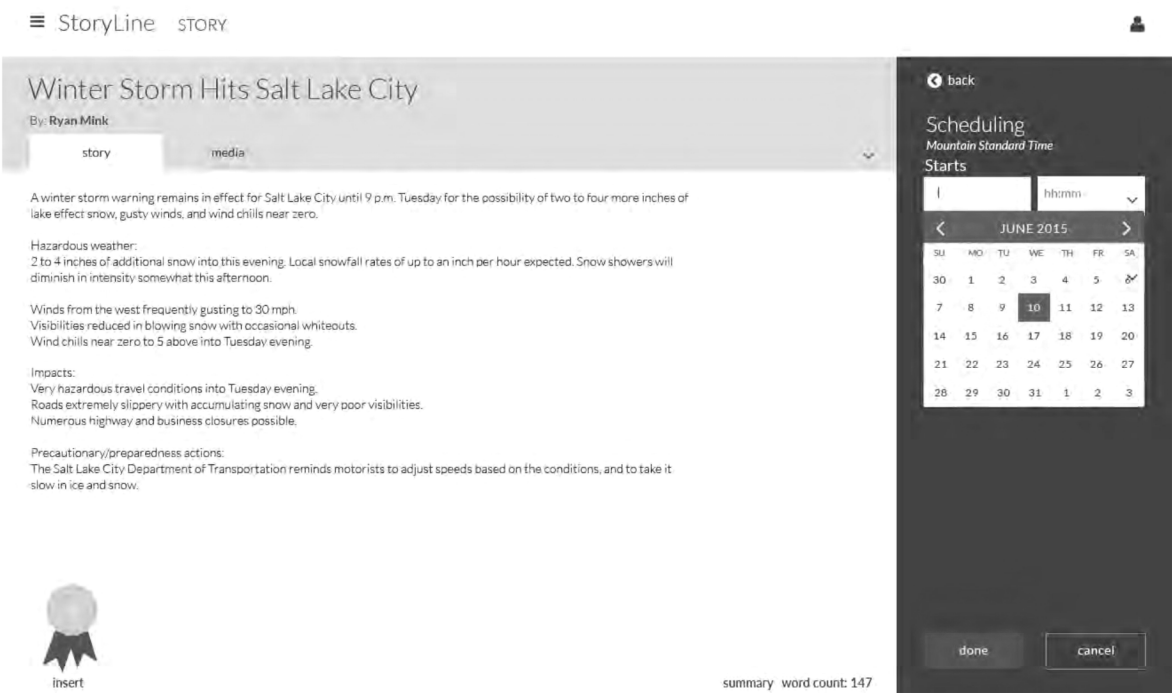 StoryLine STORY
Winter Storm Hits Salt Lake City
By: Ryan Mink
story media
A winter storm warning remains in effect for Salt Lake City until 9 p.m. Tuesday for the possibility of two to four more inches of
lake effect snow, gusty winds, and wind chills near zero.
Hazardous weather:
2 to 4 inches of additional snow into this evening. Local snowfall rates of up to an inch per hour expected. Snow showers will
diminish in intensity somewhat this afternoon.
Winds from the west frequently gusting to 30 mph.
Visibilities reduced in blowing snow with occasional whiteouts.
Wind chills near zero to 5 above into Tuesday evening.
Impacts:
Very hazardous travel conditions into Tuesday evening.
Roads extremely slippery with accumulating snow and very poor visibilities.
Numerous highway and business closures possible.
Precautionary/preparedness actions:
The Salt Lake City Department of Transportation reminds motorists to adjust speeds based on the conditions, and to take it
slow in ice and snow.
insert
summary word count: 147
back
Scheduling
Mountain Standard Time
Starts
hh:mm
JUNE 2015
SU MO TU WE TH FR SA
30 1 2 3 4 5 6
7 8 9 10 11 12 13
14 15 16 17 18 19 20
21 22 23 24 25 26 27
28 29 30 31 1 2 3
done cancel